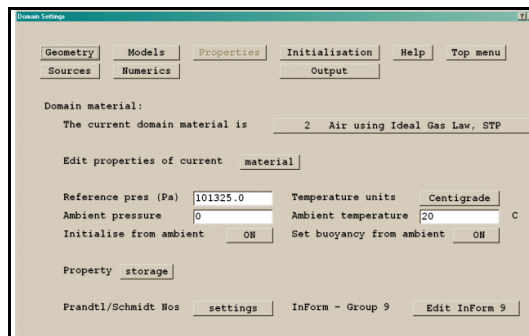 Domain Settings ?
Geometry Models Properties Initialisation Help Top menu
Sources Numerics Output
Domain material:
The current domain material is 2 Air using Ideal Gas Law, STP
Edit properties of current material
Reference pres (Pa) 101325.0 Temperature units Centigrade
Ambient pressure 0 Ambient temperature 20 C
Initialise from ambient ON Set buoyancy from ambient ON
Property storage
Prandtl/Schmidt Nos settings InForm - Group 9 Edit InForm 9